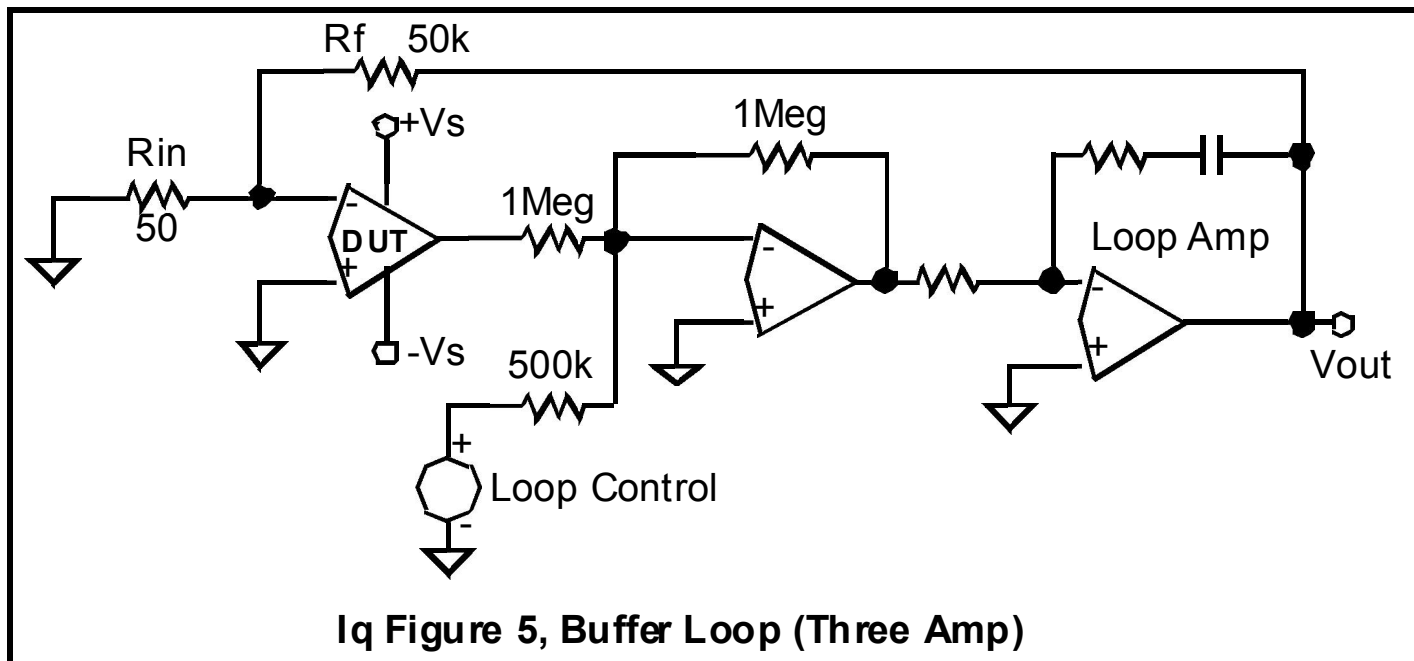 Rf 50k
+Vs
1Meg
Rin
50
-
DUT
+
1Meg
-
+
Loop Amp
-
+
-Vs
500k
Vout
+
Loop Control
-
Iq Figure 5, Buffer Loop (Three Amp)